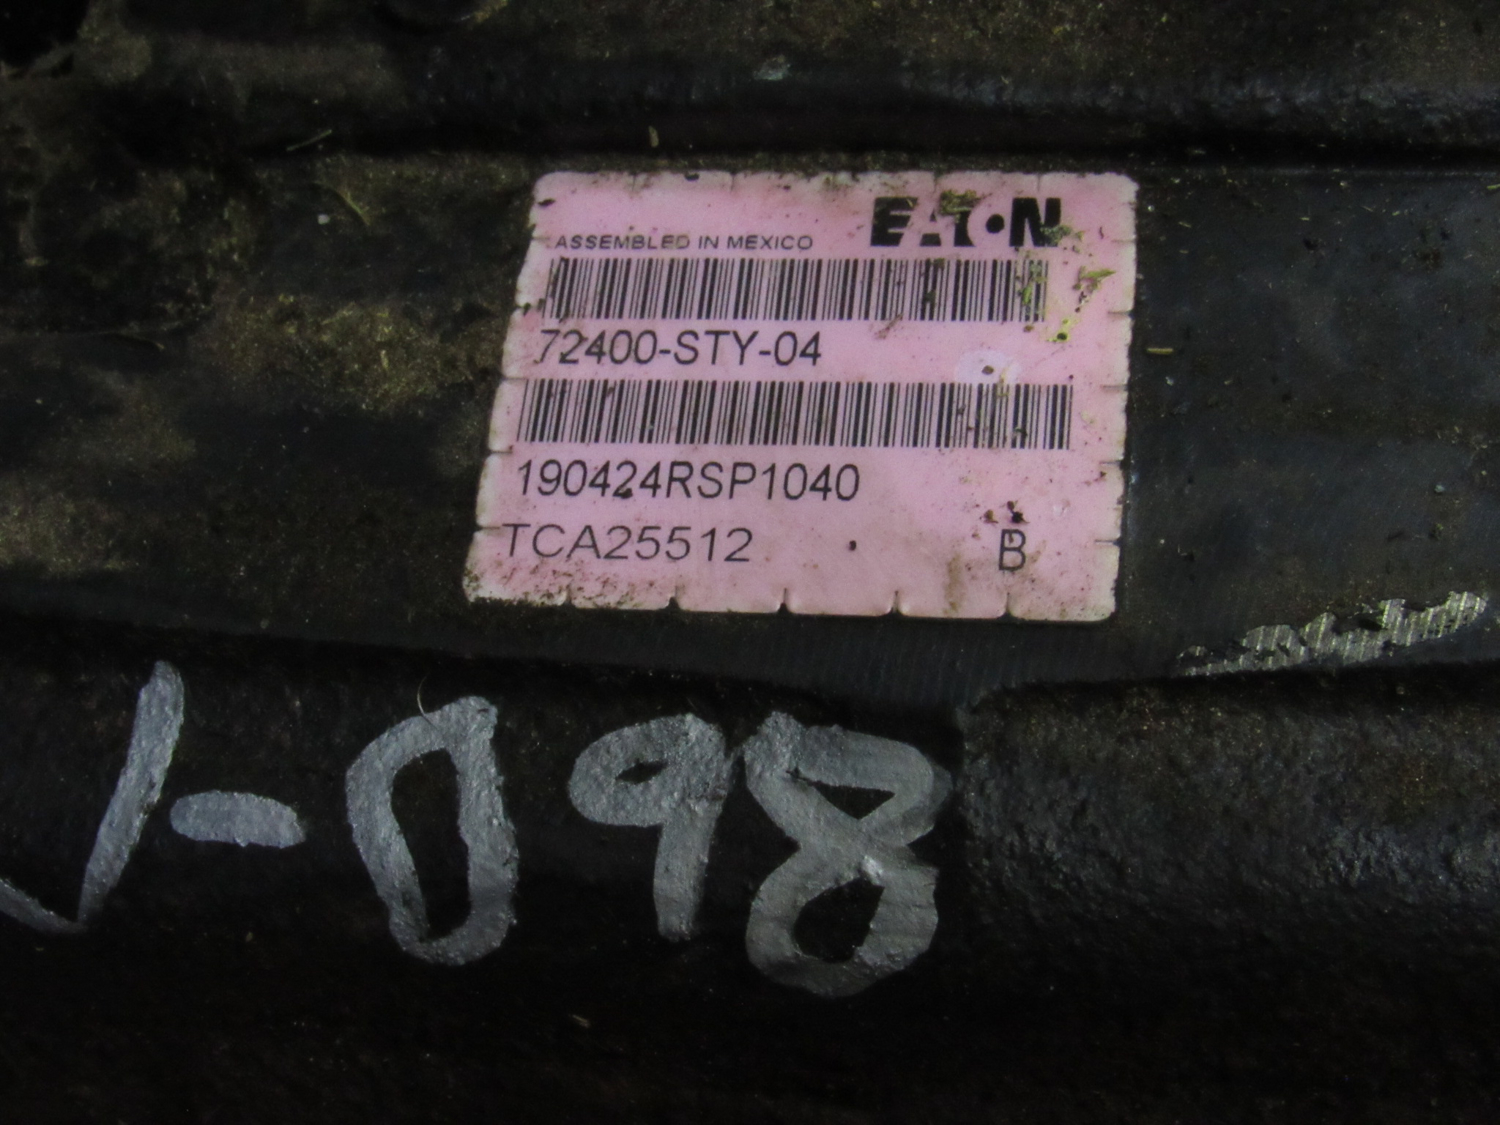 EATON
ASSEMBLED IN MEXICO
72400-STY-04
190424RSP1040
TCA25512 B
-098